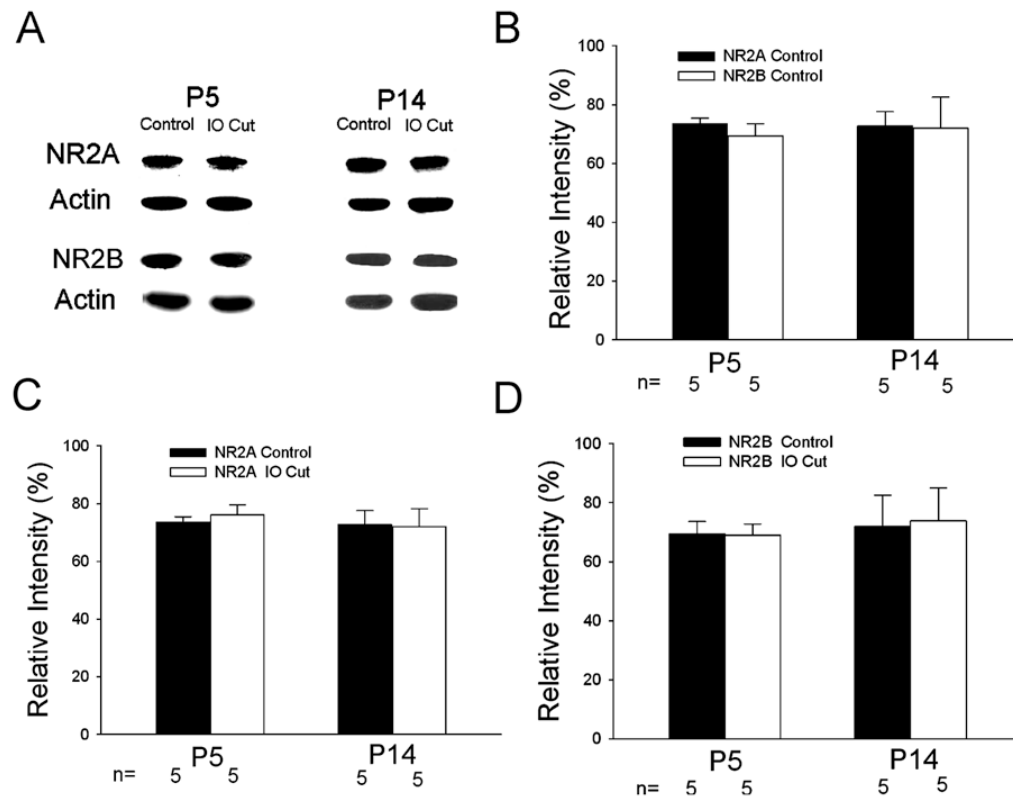 A
P5 P14
Control IO Cut Control IO Cut
NR2A
Actin
NR2B
Actin
B
NR2A Control
NR2B Control
Relative Intensity (%)
100
80
60
40
20
0
P5 P14
n= 5 5 5 5
C
NR2A Control
NR2A IO Cut
Relative Intensity (%)
100
80
60
40
20
0
P5 P14
n= 5 5 5 5
D
NR2B Control
NR2B IO Cut
Relative Intensity (%)
100
80
60
40
20
0
P5 P14
n= 5 5 5 5